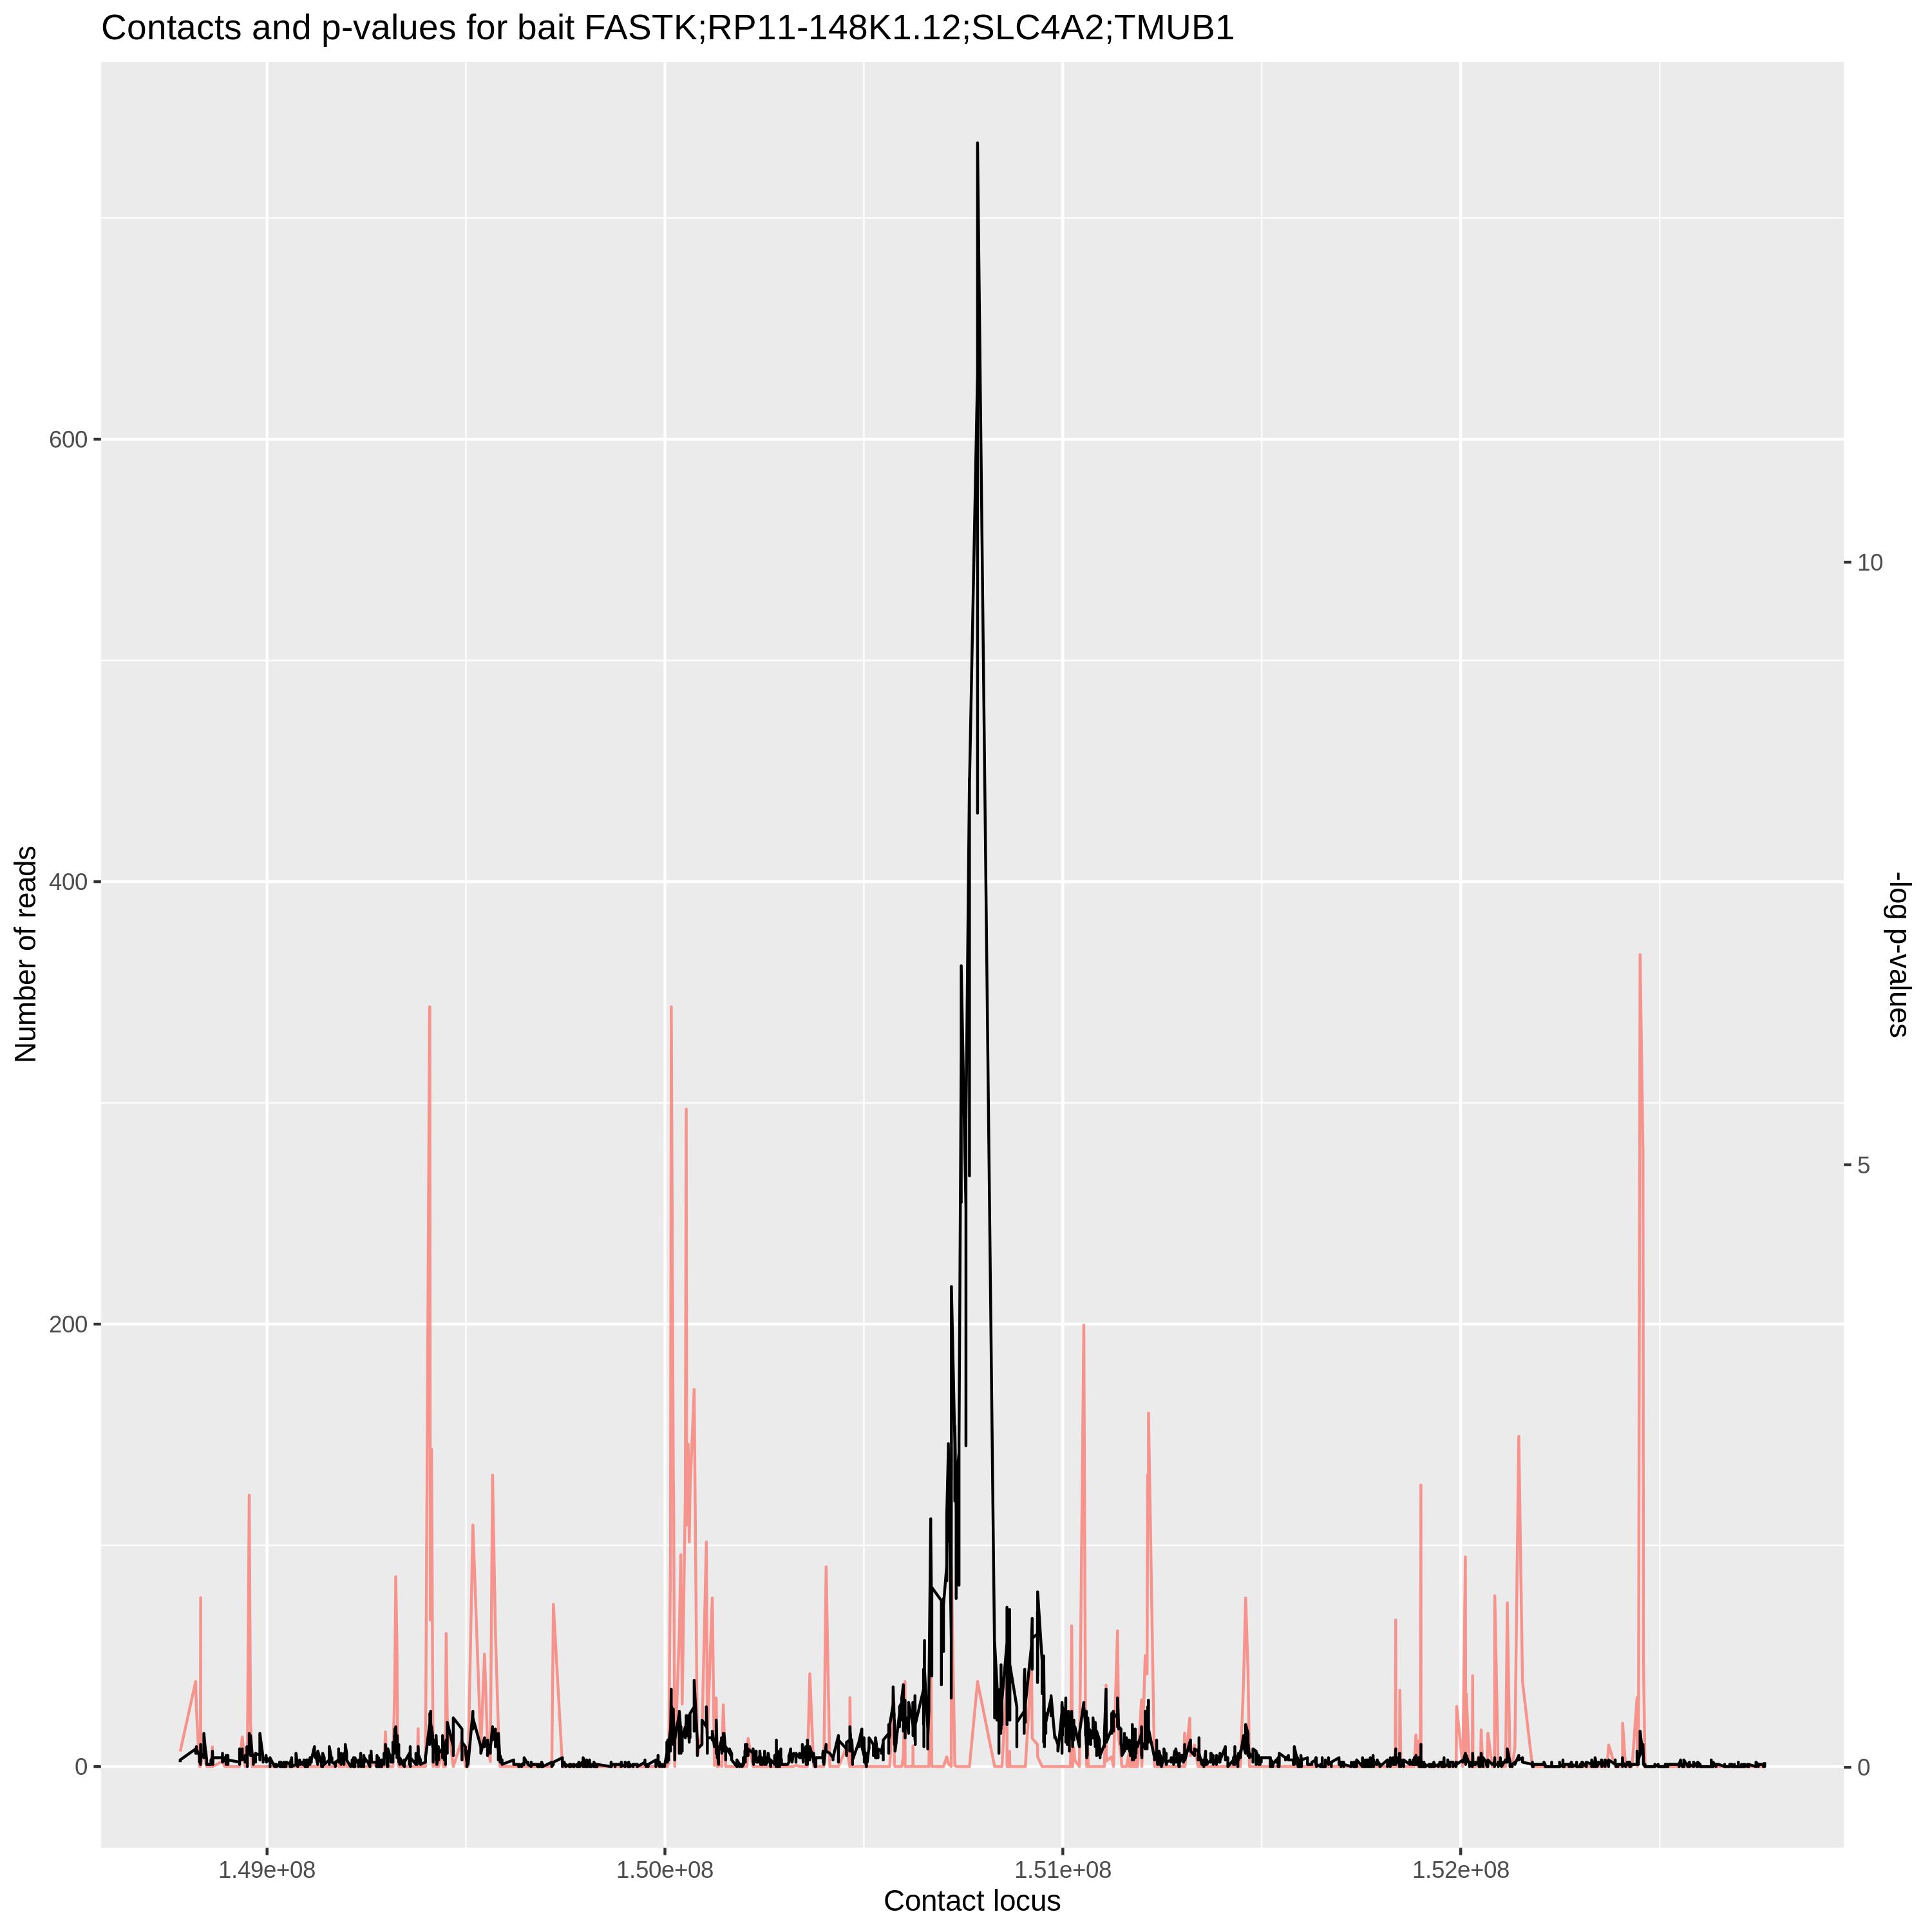 Contacts and p-values for bait FASTK;RP11-148K1.12;SLC4A2;TMUB1
600
400
200
0
Number of reads
10
5
0
-log p-values
1.49e+08 1.50e+08 1.51e+08 1.52e+08
Contact locus